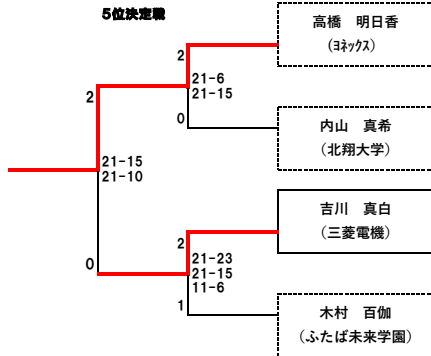 5位決定戦
高橋　明日香
(ﾖﾈｯｸｽ)
2
21-6
21-15
2
0
内山　真希
(北翔大学)
21-15
21-10
吉川　真白
(三菱電機)
2
0
21-23
21-15
11-6
1
木村　百伽
(ふたば未来学園)